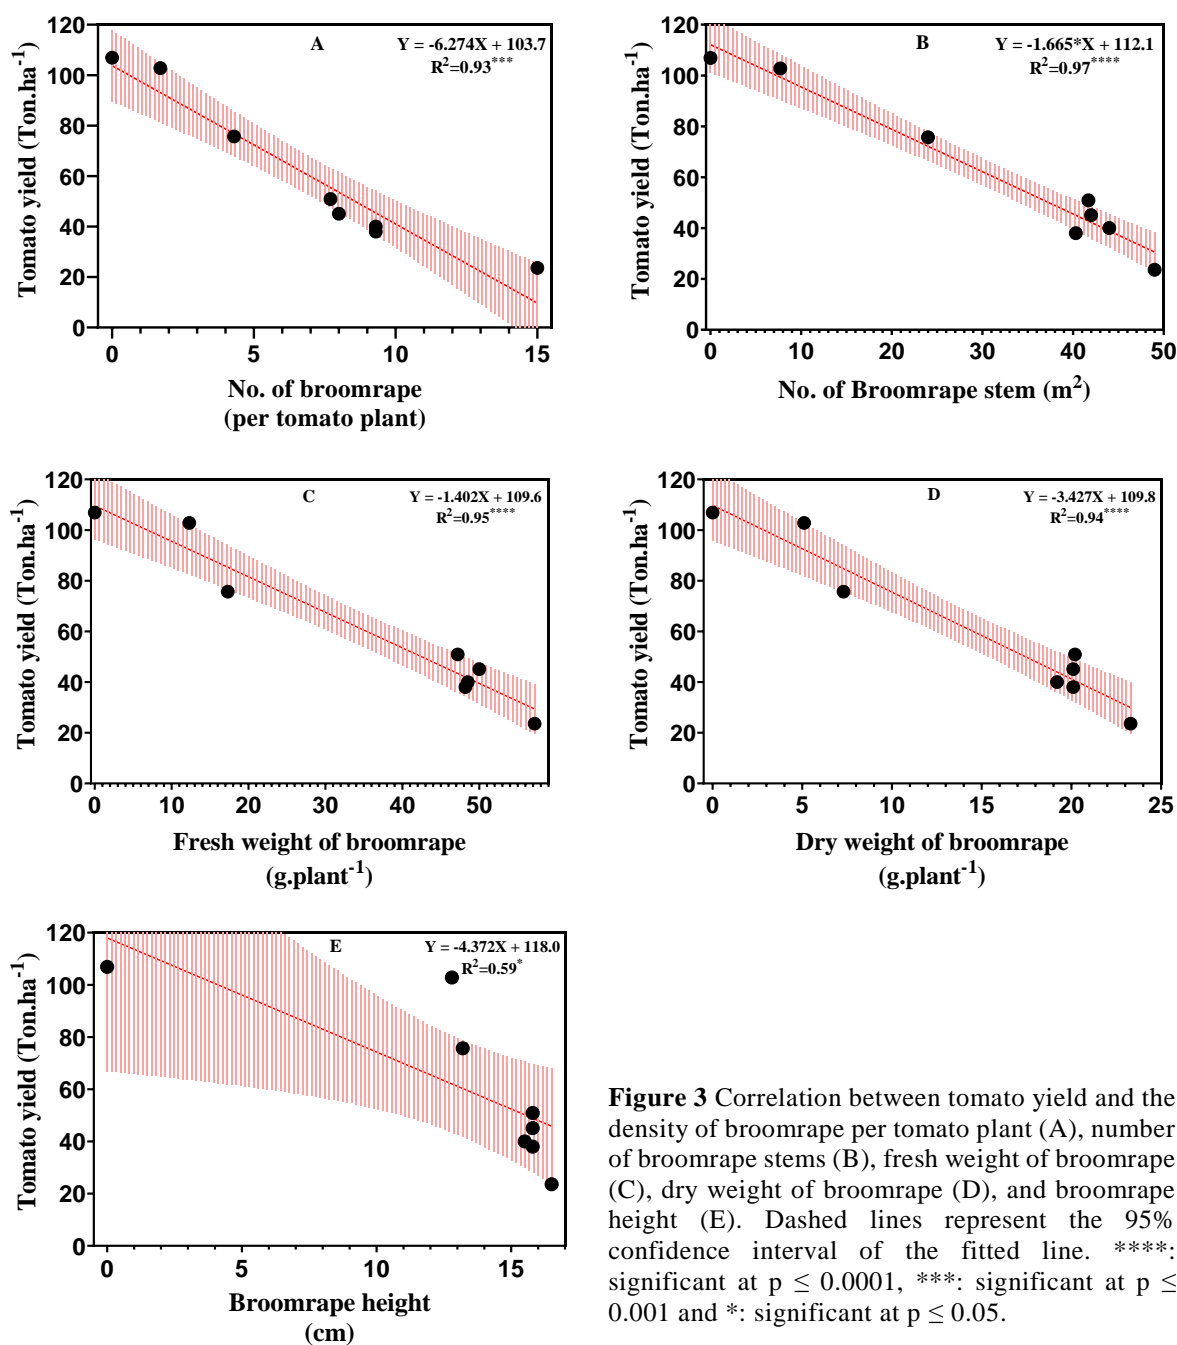 A
Y = -6.274X + 103.7
R²=0.93***
Tomato yield (Ton.ha⁻¹)
120
100
80
60
40
20
0
0 5 10 15
No. of broomrape
(per tomato plant)
B
Y = -1.665*X + 112.1
R²=0.97****
Tomato yield (Ton.ha⁻¹)
120
100
80
60
40
20
0
0 10 20 30 40 50
No. of Broomrape stem (m²)
C
Y = -1.402X + 109.6
R²=0.95****
Tomato yield (Ton.ha⁻¹)
120
100
80
60
40
20
0
0 10 20 30 40 50
Fresh weight of broomrape
(g.plant⁻¹)
D
Y = -3.427X + 109.8
R²=0.94****
Tomato yield (Ton.ha⁻¹)
120
100
80
60
40
20
0
0 5 10 15 20 25
Dry weight of broomrape
(g.plant⁻¹)
E
Y = -4.372X + 118.0
R²=0.59*
Tomato yield (Ton.ha⁻¹)
120
100
80
60
40
20
0
0 5 10 15
Broomrape height
(cm)
Figure 3 Correlation between tomato yield and the
density of broomrape per tomato plant (A), number
of broomrape stems (B), fresh weight of broomrape
(C), dry weight of broomrape (D), and broomrape
height (E). Dashed lines represent the 95%
confidence interval of the fitted line. ****:
significant at p ≤ 0.0001, ***: significant at p ≤
0.001 and *: significant at p ≤ 0.05.